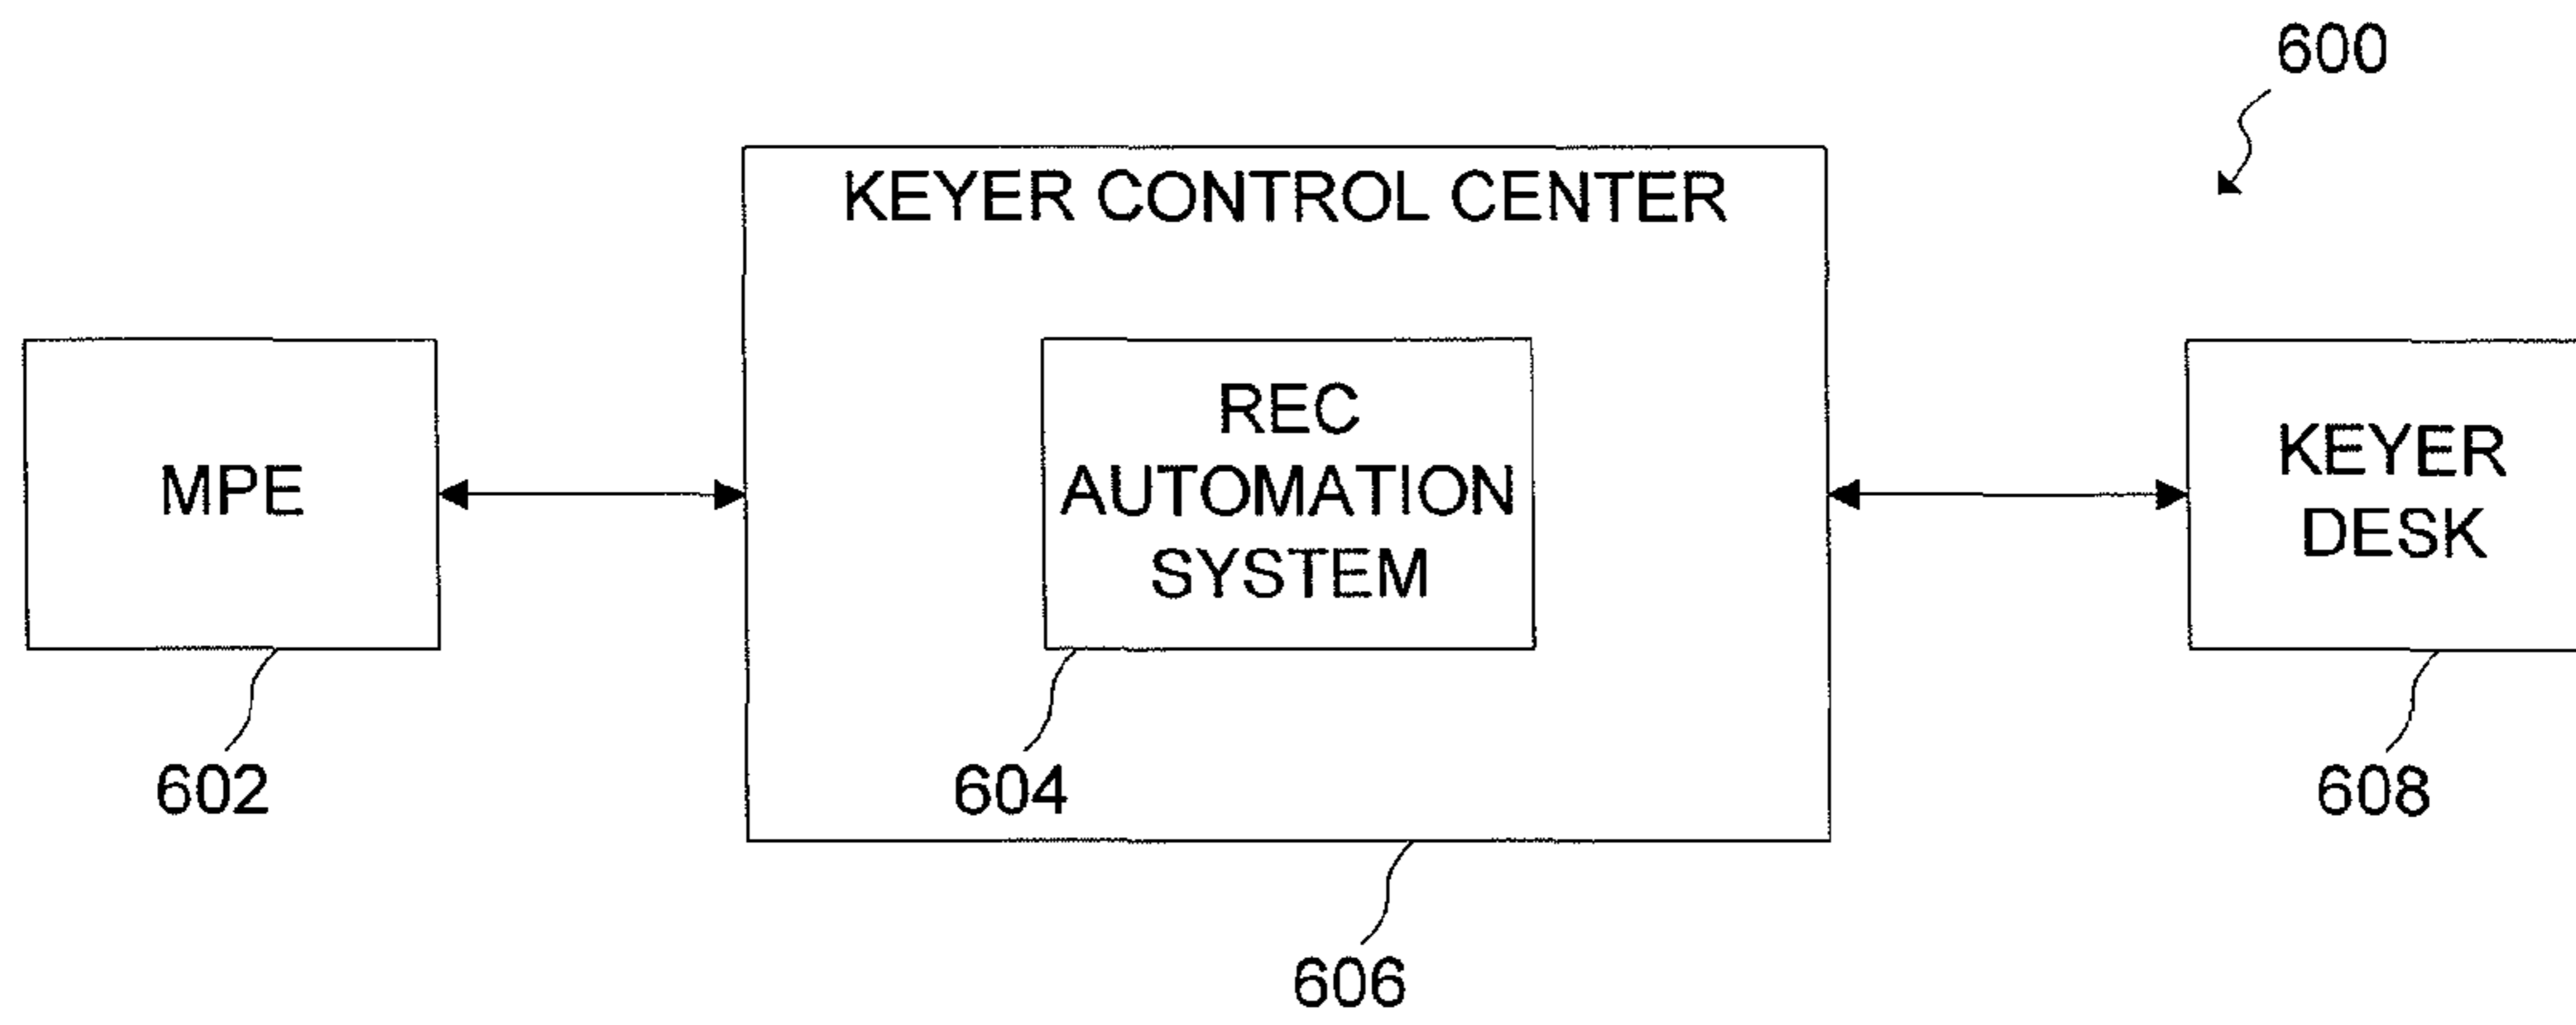 600
KEYER CONTROL CENTER
MPE
REC
AUTOMATION
SYSTEM
KEYER
DESK
602
604
608
606